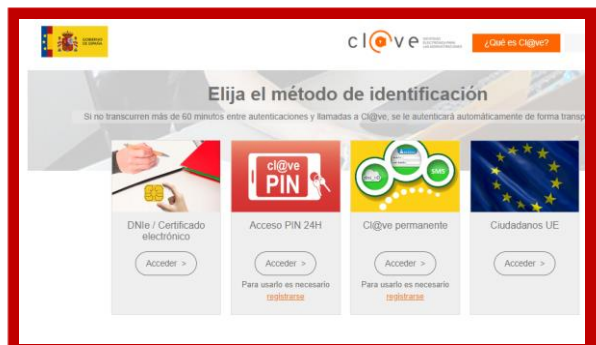 GOBIERNO
DE ESPAÑA
cl@ve
¿Qué es Cl@ve?
Elija el método de identificación
Si no transcurren más de 60 minutos entre autenticaciones y llamadas a Cl@ve, se le autenticará automáticamente de forma transp
cl@ve
PIN
SMS
DNIe / Certificado
electrónico
Acceder >
Acceso PIN 24H
Acceder >
Para usarlo es necesario
registrarse
Cl@ve permanente
Acceder >
Para usarlo es necesario
registrarse
Ciudadanos UE
Acceder >